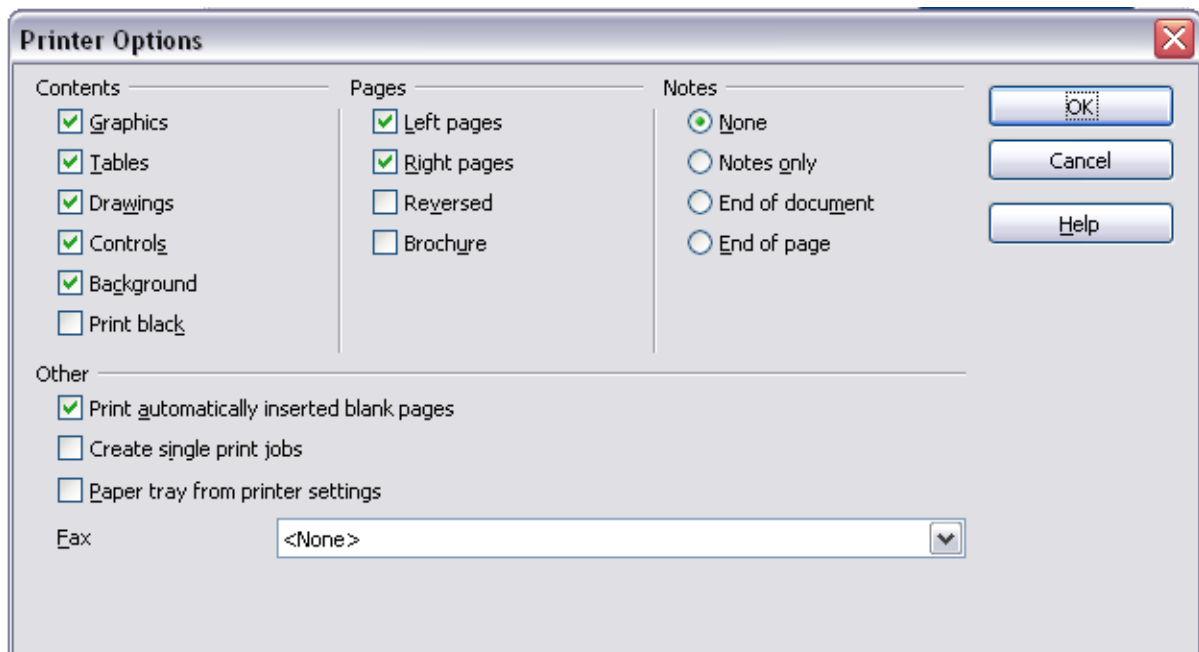 Printer Options
Contents
Graphics
Tables
Drawings
Controls
Background
Print black
Pages
Left pages
Right pages
Reversed
Brochure
Notes
None
Notes only
End of document
End of page
OK
Cancel
Help
Other
Print automatically inserted blank pages
Create single print jobs
Paper tray from printer settings
Fax
<None>